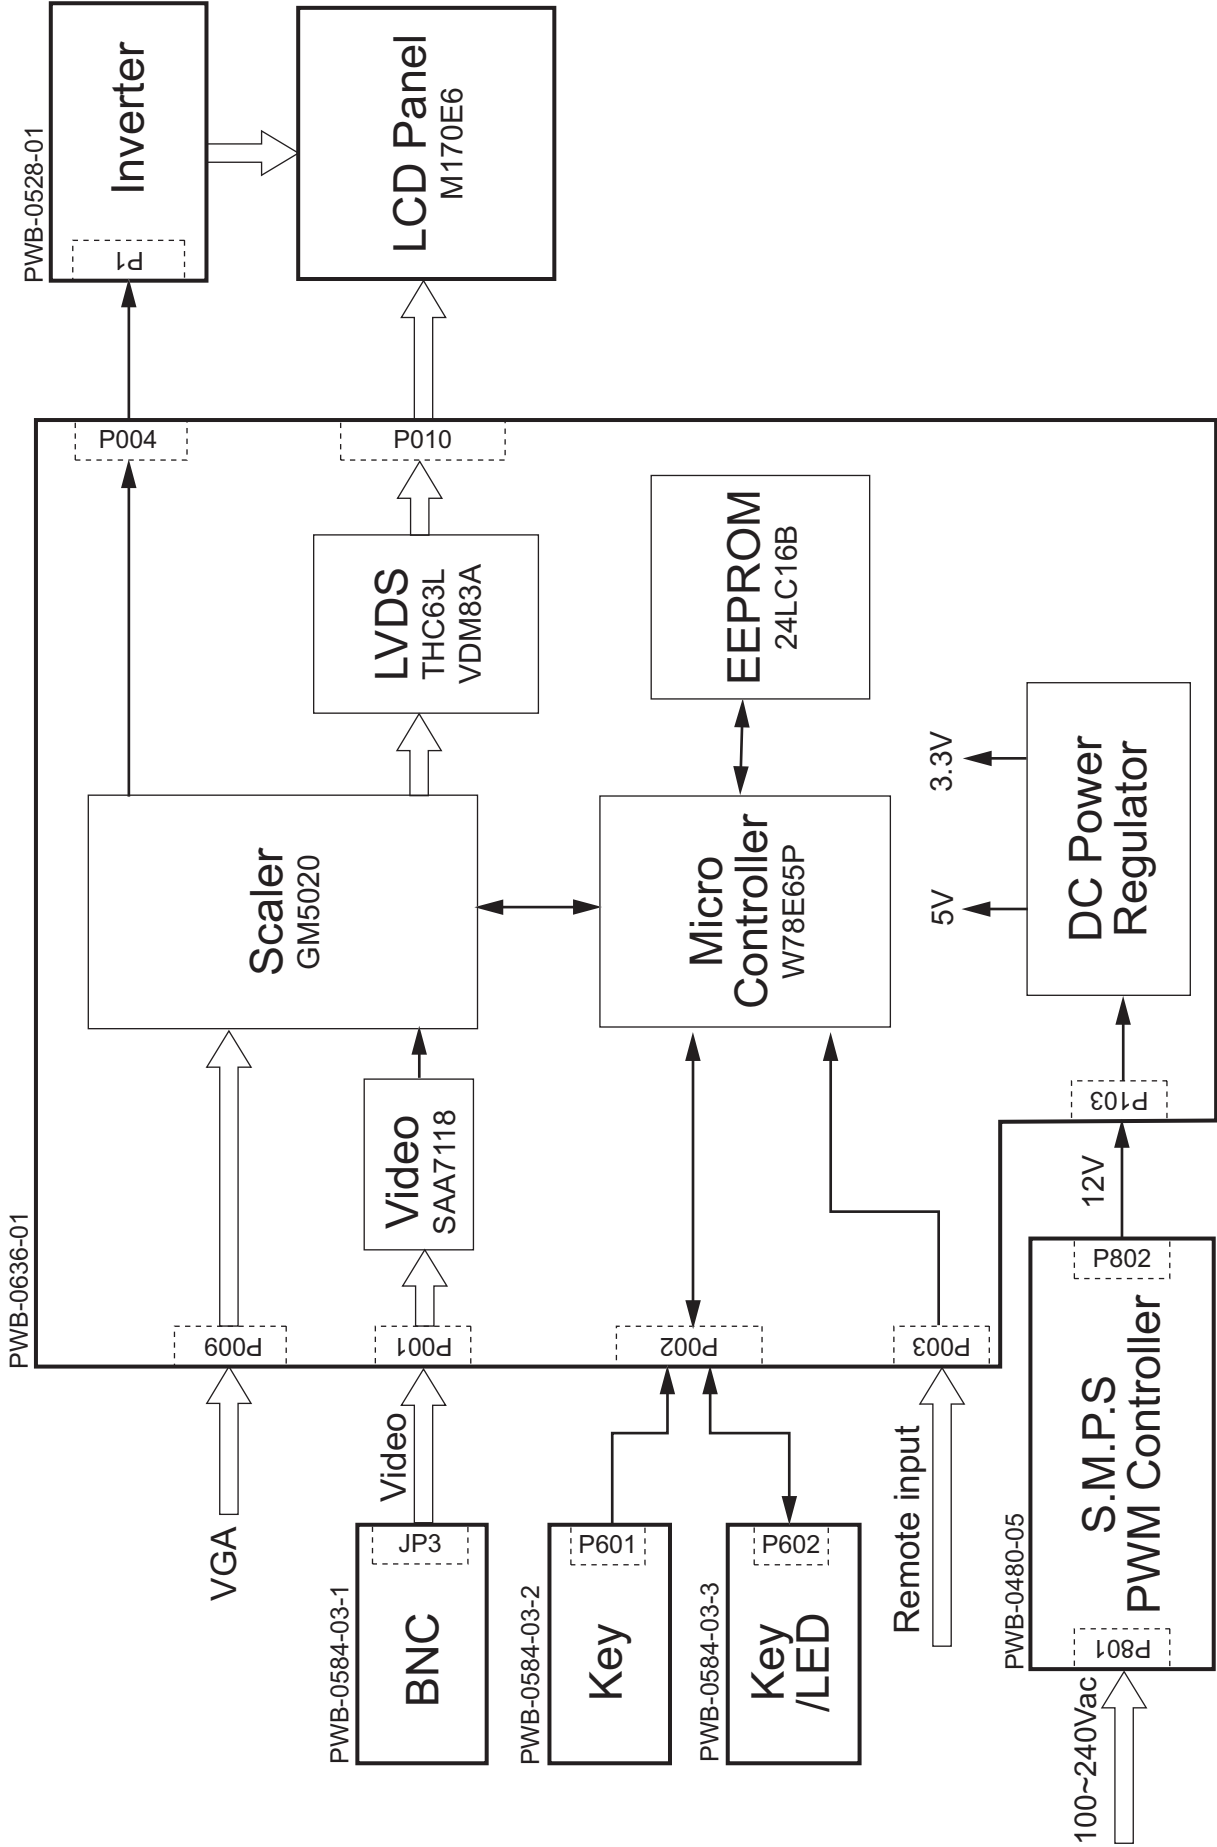 PWB-0528-01
Inverter
P1
LCD Panel
M170E6
PWB-0636-01
P004
P010
Scaler
GM5020
LVDS
THC63L
VDM83A
EEPROM
24LC16B
Micro
Controller
W78E65P
Video
SAA7118
DC Power
Regulator
5V
3.3V
P009
P001
P002
P003
P103
VGA
Video
PWB-0584-03-1
BNC
JP3
PWB-0584-03-2
Key
P601
PWB-0584-03-3
Key
/LED
P602
Remote input
PWB-0480-05
S.M.P.S
PWM Controller
P801
P802
12V
100~240Vac